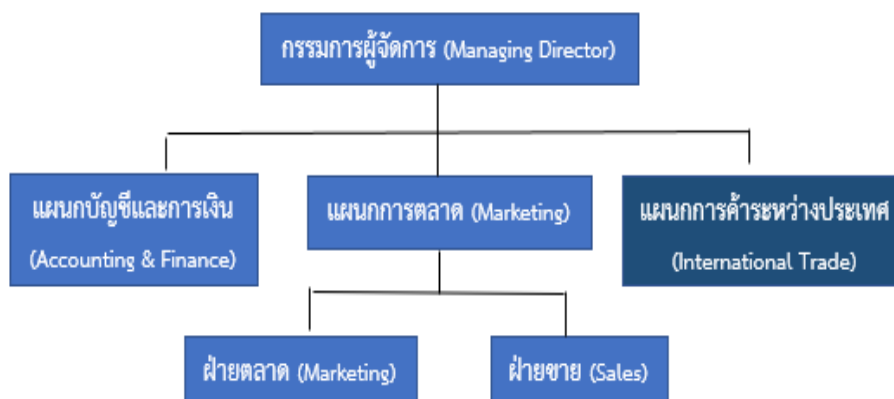 กรรมการผู้จัดการ (Managing Director)
แผนกบัญชีและการเงิน
(Accounting & Finance)
แผนกการตลาด (Marketing)
แผนกการค้าระหว่างประเทศ
(International Trade)
ฝ่ายตลาด (Marketing)
ฝ่ายขาย (Sales)